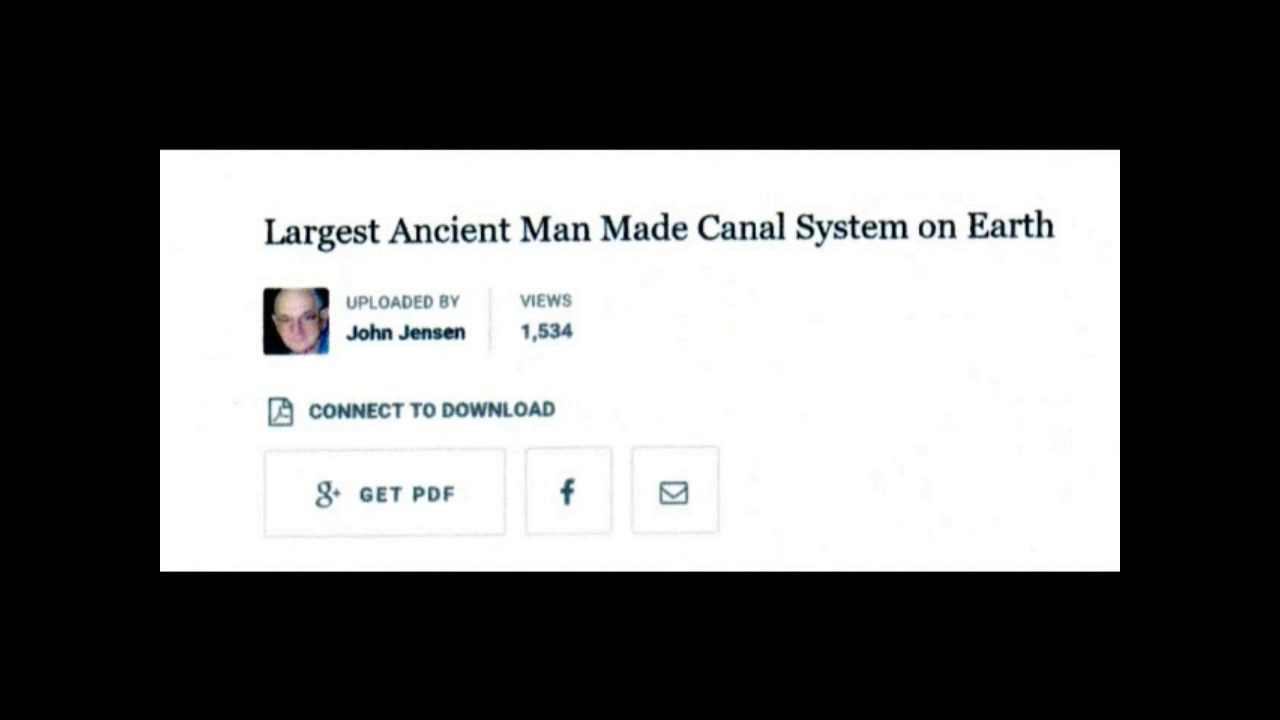 Largest Ancient Man Made Canal System on Earth
UPLOADED BY
John Jensen
VIEWS
1,534
CONNECT TO DOWNLOAD
g+ GET PDF
f